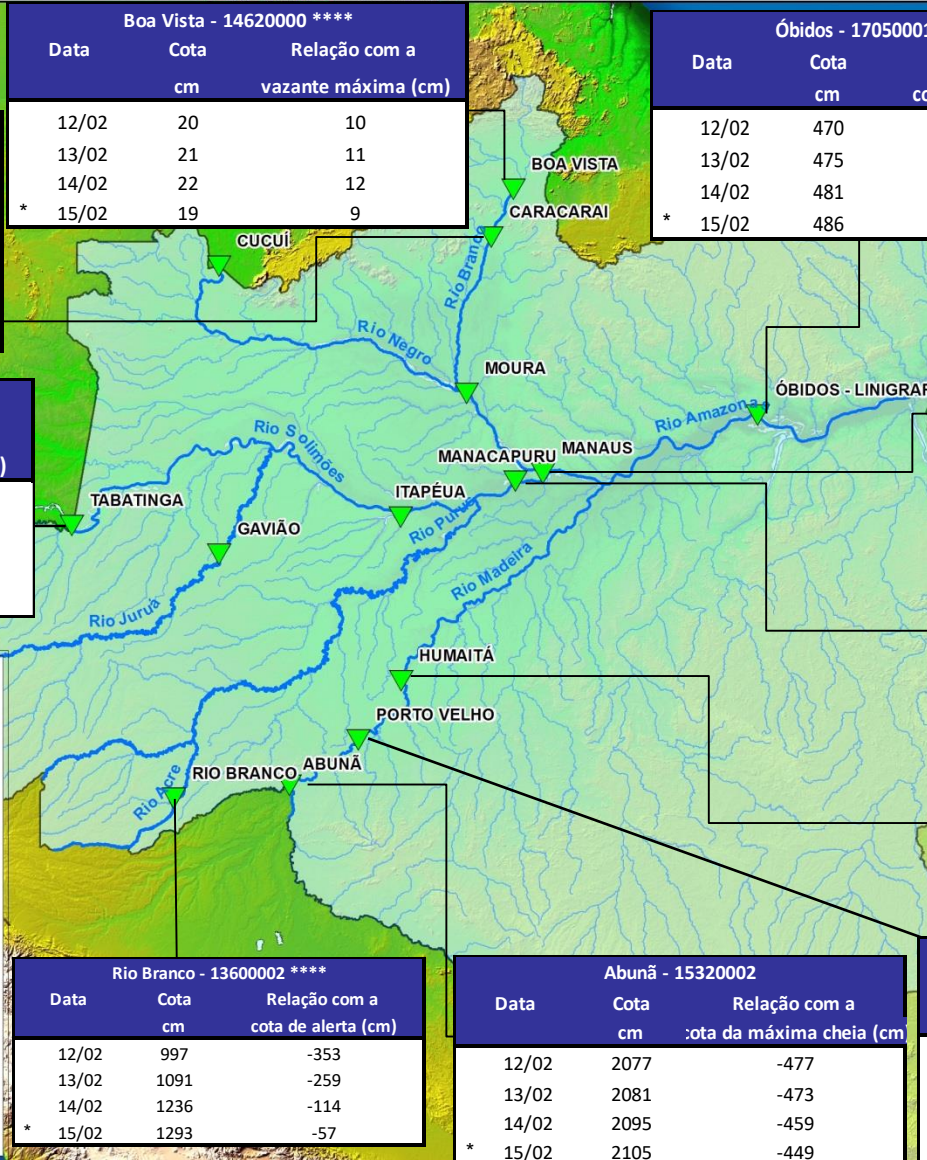 Boa Vista - 14620000 ****
Data Cota Relação com a
cm vazante máxima (cm)
12/02 20 10
13/02 21 11
14/02 22 12
* 15/02 19 9
Óbidos - 17050001
Data Cota
cm co
12/02 470
13/02 475
14/02 481
* 15/02 486
)
BOA VISTA
CARACARAI
CUCUÍ
Rio Branco
Rio Negro
MOURA
ÓBIDOS - LINIGRAF
Rio Amazonas
Rio Solimões
MANACAPURU
MANAUS
TABATINGA
ITAPÉUA
GAVIÃO
Rio Purus
Rio Madeira
Rio Juruá
HUMAITÁ
PORTO VELHO
ABUNÃ
RIO BRANCO
Rio Acre
Rio Branco - 13600002 ****
Data Cota Relação com a
cm cota de alerta (cm)
12/02 997 -353
13/02 1091 -259
14/02 1236 -114
* 15/02 1293 -57
Abunã - 15320002
Data Cota Relação com a
cm cota da máxima cheia (cm)
12/02 2077 -477
13/02 2081 -473
14/02 2095 -459
* 15/02 2105 -449